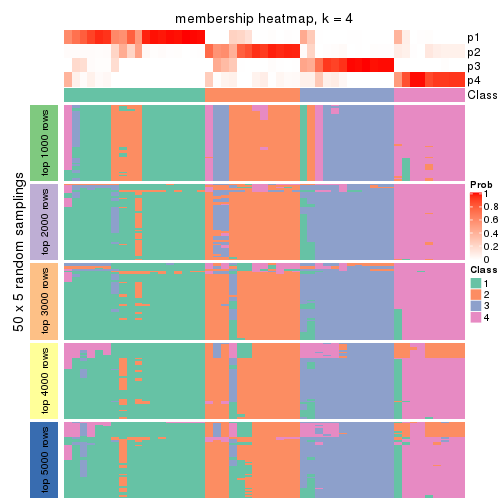 membership heatmap, k = 4
p1
p2
p3
p4
Class
50 x 5 random samplings
top 1000 rows
top 2000 rows
top 3000 rows
top 4000 rows
top 5000 rows
Prob
1
0.8
0.6
0.4
0.2
0
Class
1
2
3
4